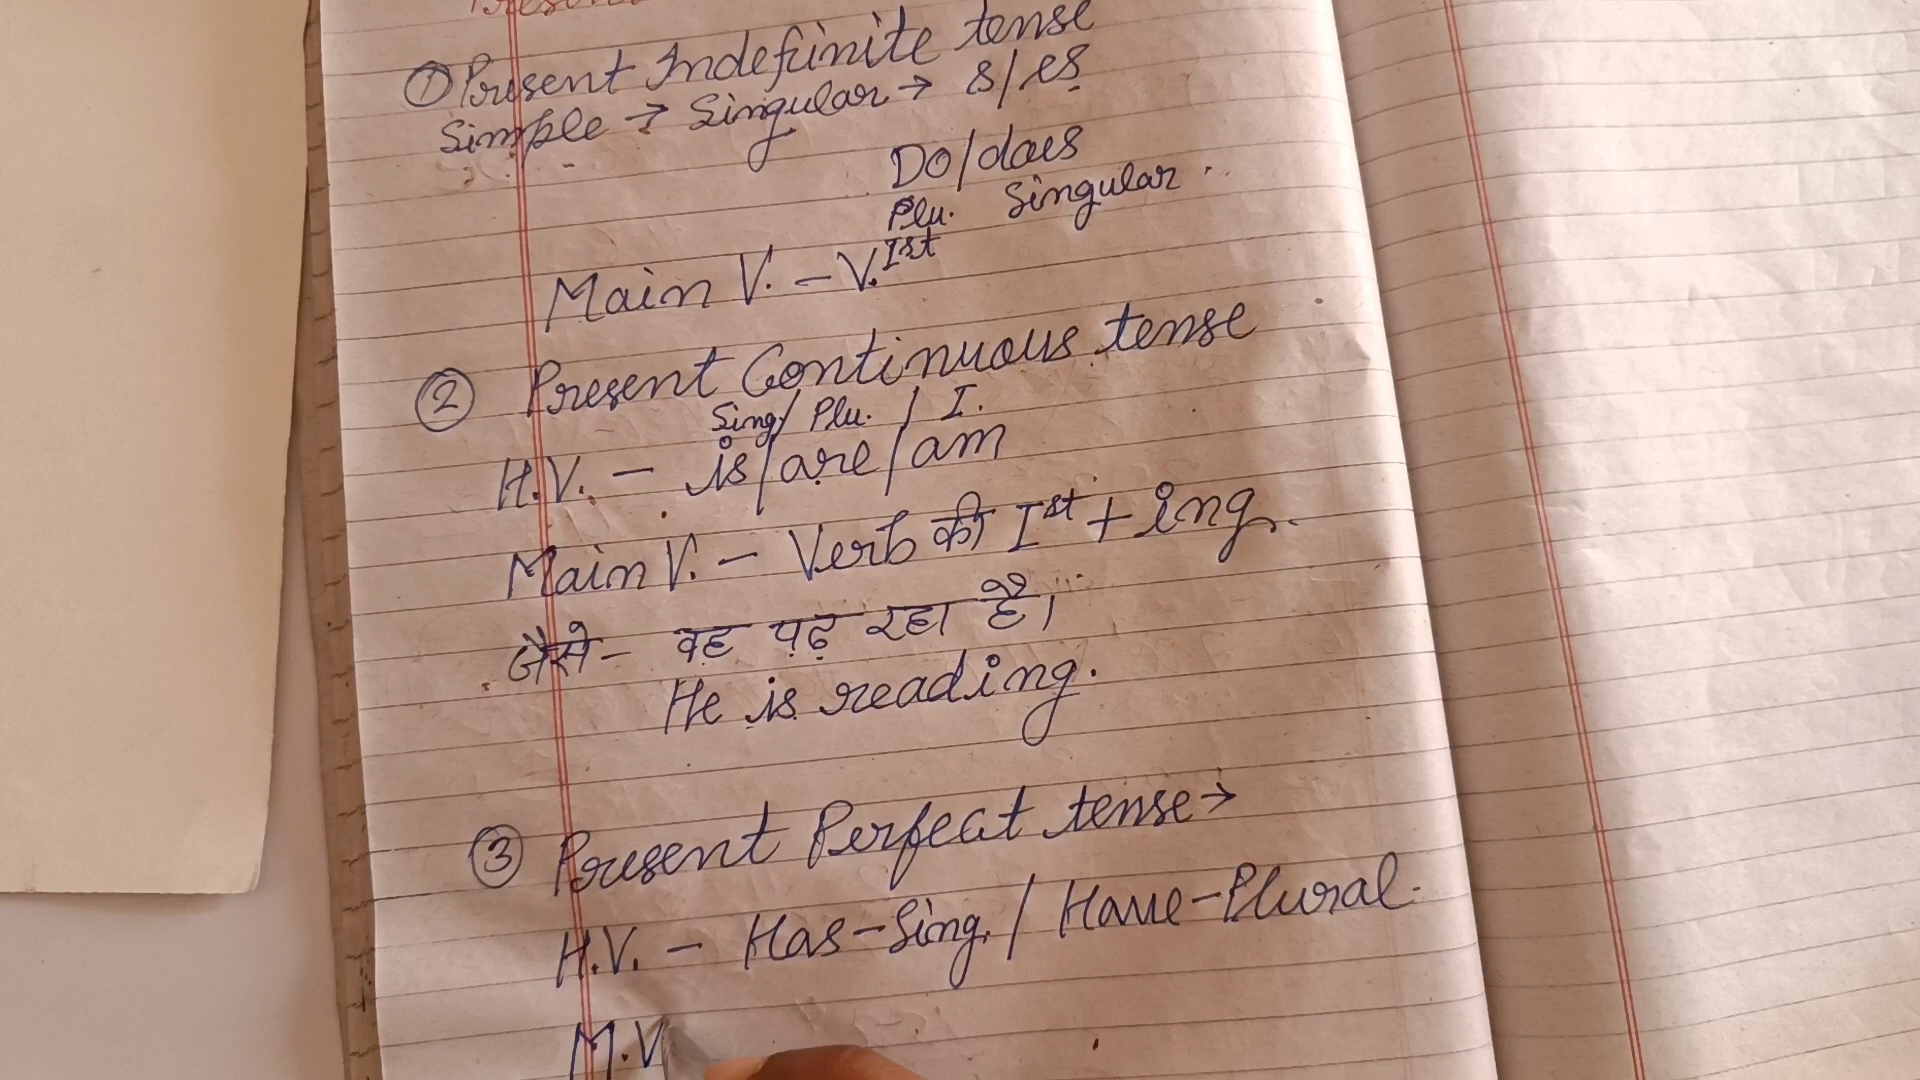 ① Present Indefinite tense
Simple → Singular → s/es
Do/does
Plu. Singular.
Main V. – V.Ist
② Present Continuous tense
Sing/ Plu. / I.
H.V. – is/are/am
Main V. – Verb की Ist + ing.
जैसे – वह पढ़ रहा है।
He is reading.
③ Present Perfect tense →
H.V. – Has – Sing. / Have – Plural.
M.V